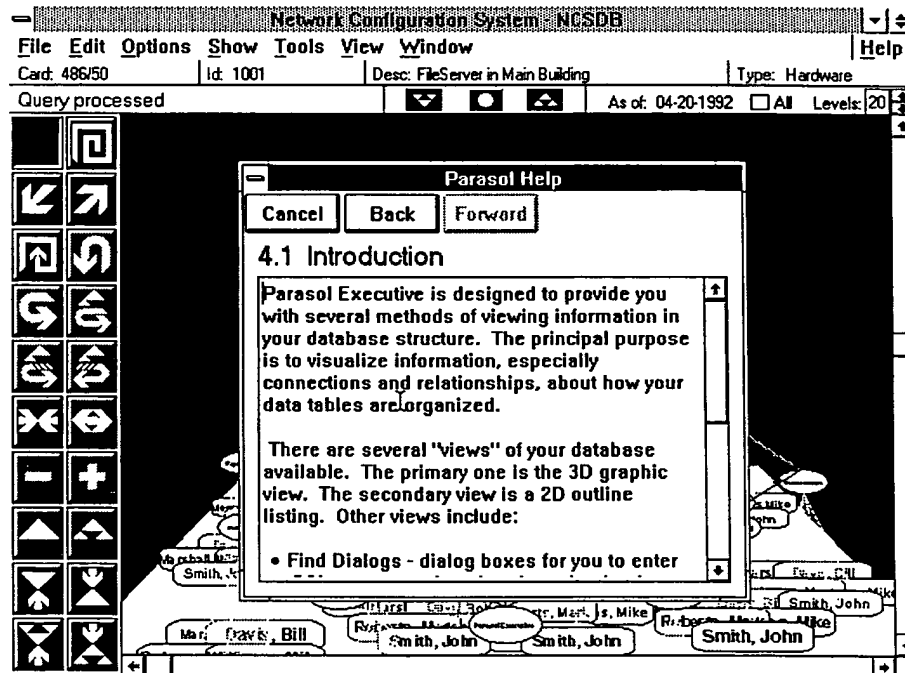 Network Configuration System - NCSDB
File Edit Options Show Tools View Window Help
Card: 486/50 Id: 1001 Desc: FileServer in Main Building Type: Hardware
Query processed As of: 04-20-1992 All Levels: 20
Parasol Help
Cancel Back Forward
4.1 Introduction
Parasol Executive is designed to provide you
with several methods of viewing information in
your database structure. The principal purpose
is to visualize information, especially
connections and relationships, about how your
data tables are organized.
There are several "views" of your database
available. The primary one is the 3D graphic
view. The secondary view is a 2D outline
listing. Other views include:
• Find Dialogs - dialog boxes for you to enter
Smith, John
Davis, Bill
Smith, John
Smith, John
Smith, John